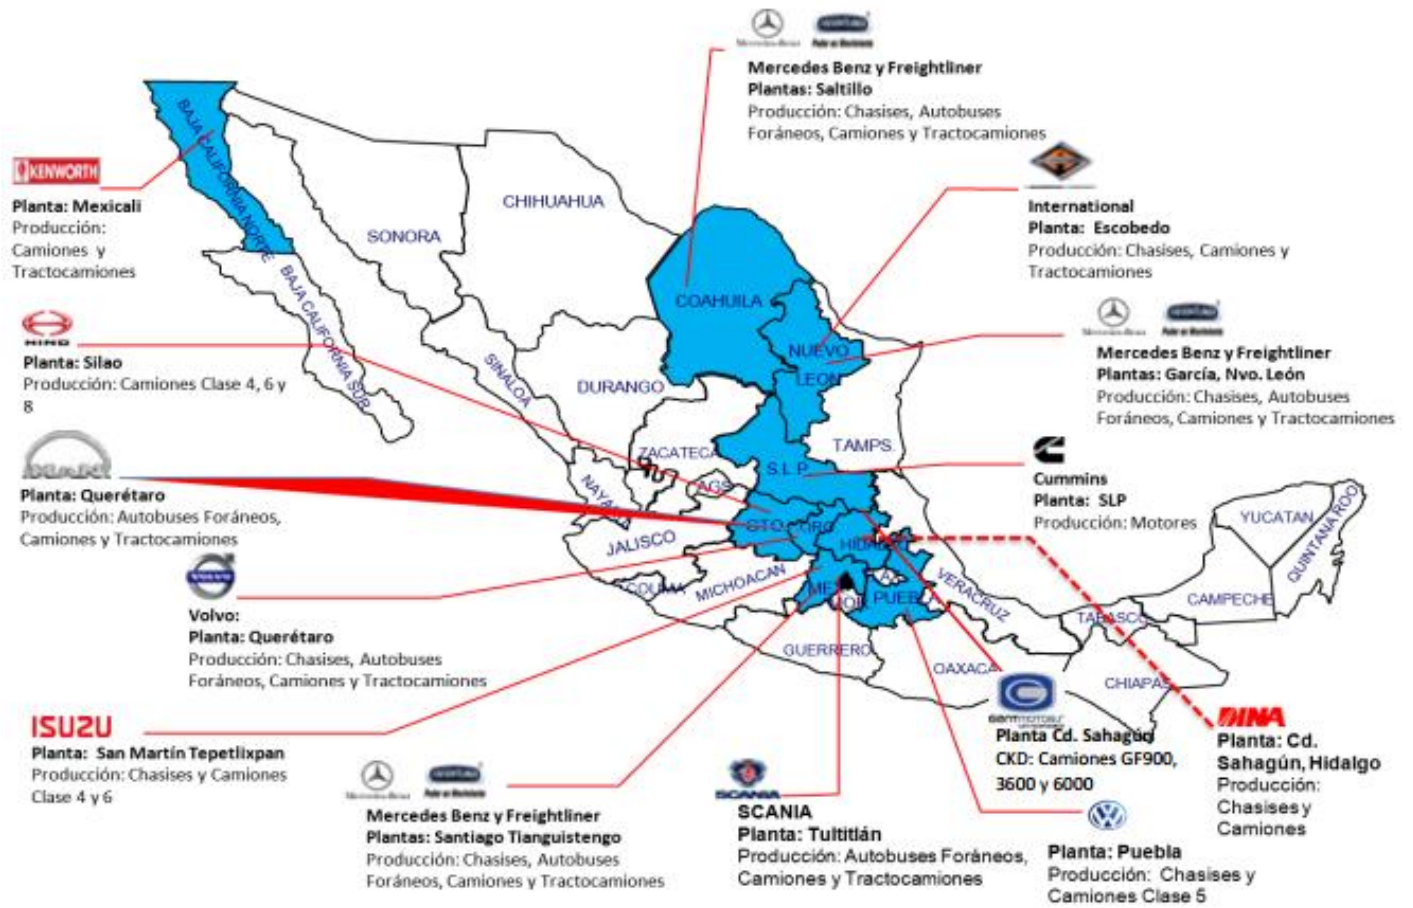 Mercedes Benz y Freightliner
Plantas: Saltillo
Producción: Chasises, Autobuses
Foráneos, Camiones y Tractocamiones
KENWORTH
Planta: Mexicali
Producción:
Camiones y
Tractocamiones
International
Planta: Escobedo
Producción: Chasises, Camiones y
Tractocamiones
HINO
Planta: Silao
Producción: Camiones Clase 4, 6 y
8
Mercedes Benz y Freightliner
Plantas: García, Nvo. León
Producción: Chasises, Autobuses
Foráneos, Camiones y Tractocamiones
Planta: Querétaro
Producción: Autobuses Foráneos,
Camiones y Tractocamiones
Cummins
Planta: SLP
Producción: Motores
VOLVO
Volvo:
Planta: Querétaro
Producción: Chasises, Autobuses
Foráneos, Camiones y Tractocamiones
ISUZU
Planta: San Martín Tepetlixpan
Producción: Chasises y Camiones
Clase 4 y 6
Mercedes Benz y Freightliner
Plantas: Santiago Tianguistengo
Producción: Chasises, Autobuses
Foráneos, Camiones y Tractocamiones
SCANIA
SCANIA
Planta: Tultitlán
Producción: Autobuses Foráneos,
Camiones y Tractocamiones
Planta Cd. Sahagún
CKD: Camiones GF900,
3600 y 6000
Planta: Puebla
Producción: Chasises y
Camiones Clase 5
DINA
Planta: Cd.
Sahagún, Hidalgo
Producción:
Chasises y
Camiones
BAJA CALIFORNIA NORTE
BAJA CALIFORNIA SUR
SONORA
CHIHUAHUA
COAHUILA
NUEVO
LEON
SINALOA
DURANGO
ZACATECA
TAMPS.
S.L.P.
AGS
JALISCO
GTO.
QRO
MICHOACAN
GUERRERO
PUEB
VERACRUZ
OAXACA
TABASCO
CHIAPAS
CAMPECHE
YUCATAN
QUINTANA ROO